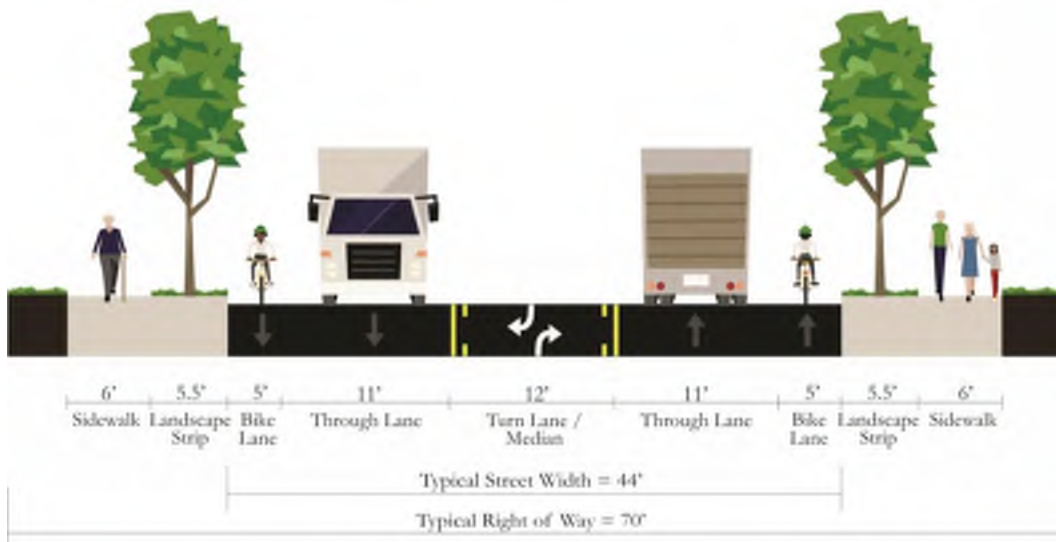 6' 5.5' 5' 11' 12' 11' 5' 5.5' 6'
Sidewalk Landscape Strip Bike Lane Through Lane Turn Lane / Median Through Lane Bike Lane Landscape Strip Sidewalk
Typical Street Width = 44'
Typical Right of Way = 70'